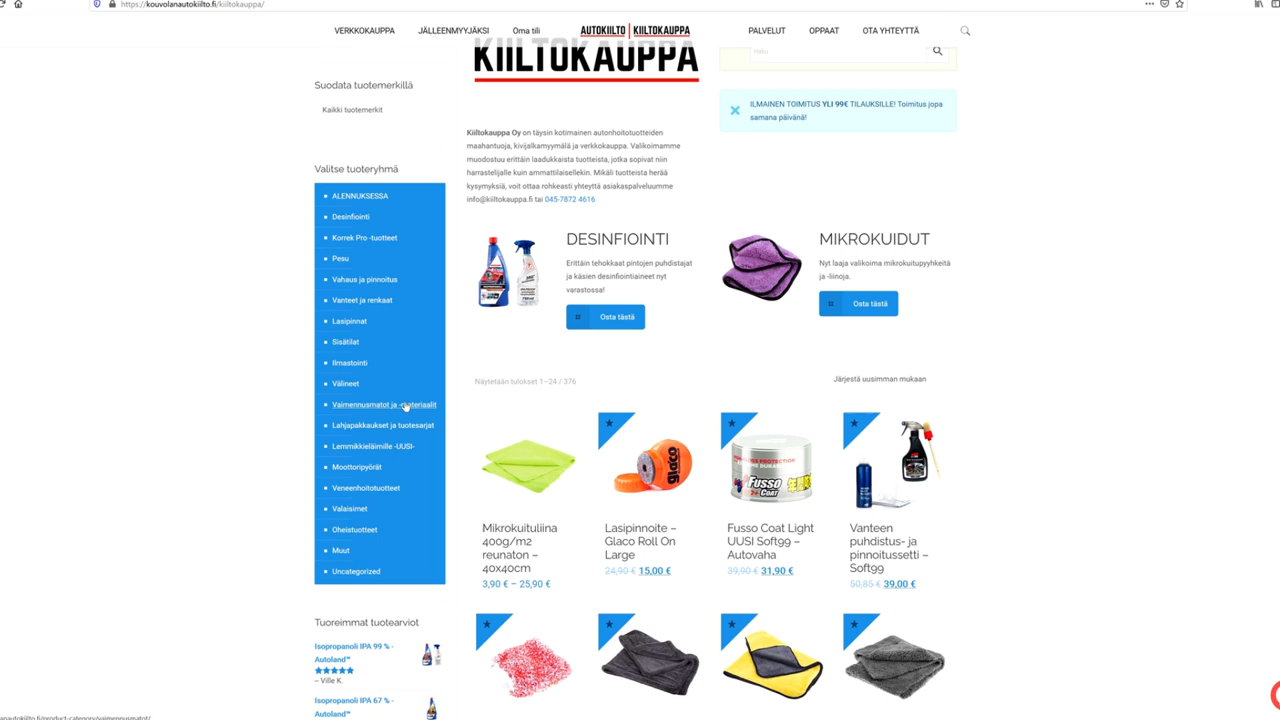 https://kouvolanautokiilto.fi/kiiltokauppa/
VERKKOKAUPPA
JÄLLEENMYYJÄKSI
Oma tili
AUTOKIILTO | KIILTOKAUPPA
PALVELUT
OPPAAT
OTA YHTEYTTÄ
Suodata tuotemerkillä
Kaikki tuotemerkit
Valitse tuoteryhmä
ALENNUKSESSA
Desinfiointi
Korrek Pro -tuotteet
Pesu
Vahaus ja pinnoitus
Vanteet ja renkaat
Lasipinnat
Sisätilat
Ilmastointi
Välineet
Vaimennusmatot ja -materiaalit
Lahjapakkaukset ja tuotesarjat
Lemmikkieläimille -UUSI-
Moottoripyörät
Veneenhoitotuotteet
Valaisimet
Oheistuotteet
Muut
Uncategorized
Tuoreimmat tuotearviot
Isopropanoli IPA 99 % -
Autoland™
– Ville K.
Isopropanoli IPA 67 % -
Autoland™
KIILTOKAUPPA
Haku
ILMAINEN TOIMITUS YLI 99€ TILAUKSILLE! Toimitus jopa
samana päivänä!
Kiiltokauppa Oy on täysin kotimainen autonhoitotuotteiden
maahantuoja, kivijalkamyymälä ja verkkokauppa. Valikoimamme
muodostuu erittäin laadukkaista tuotteista, jotka sopivat niin
harrastelijalle kuin ammattilaisellekin. Mikäli tuotteista herää
kysymyksiä, voit ottaa rohkeasti yhteyttä asiakaspalveluumme
info@kiiltokauppa.fi tai 045-7872 4616
DESINFIOINTI
Erittäin tehokkaat pintojen puhdistajat
ja käsien desinfiointiaineet nyt
varastossa!
Osta tästä
MIKROKUIDUT
Nyt laaja valikoima mikrokuitupyyhkeitä
ja -liinoja.
Osta tästä
Näytetään tulokset 1–24 / 376
Järjestä uusimman mukaan
Mikrokuituliina
400g/m2
reunaton –
40x40cm
3,90 € – 25,90 €
glaco
Lasipinnoite –
Glaco Roll On
Large
24,90 € 15,00 €
FUSSO COAT
Fusso Coat Light
UUSI Soft99 –
Autovaha
39,90 € 31,90 €
Vanteen
puhdistus- ja
pinnoitussetti –
Soft99
50,85 € 39,00 €
anautokiilto.fi/product-category/vaimennusmatot/